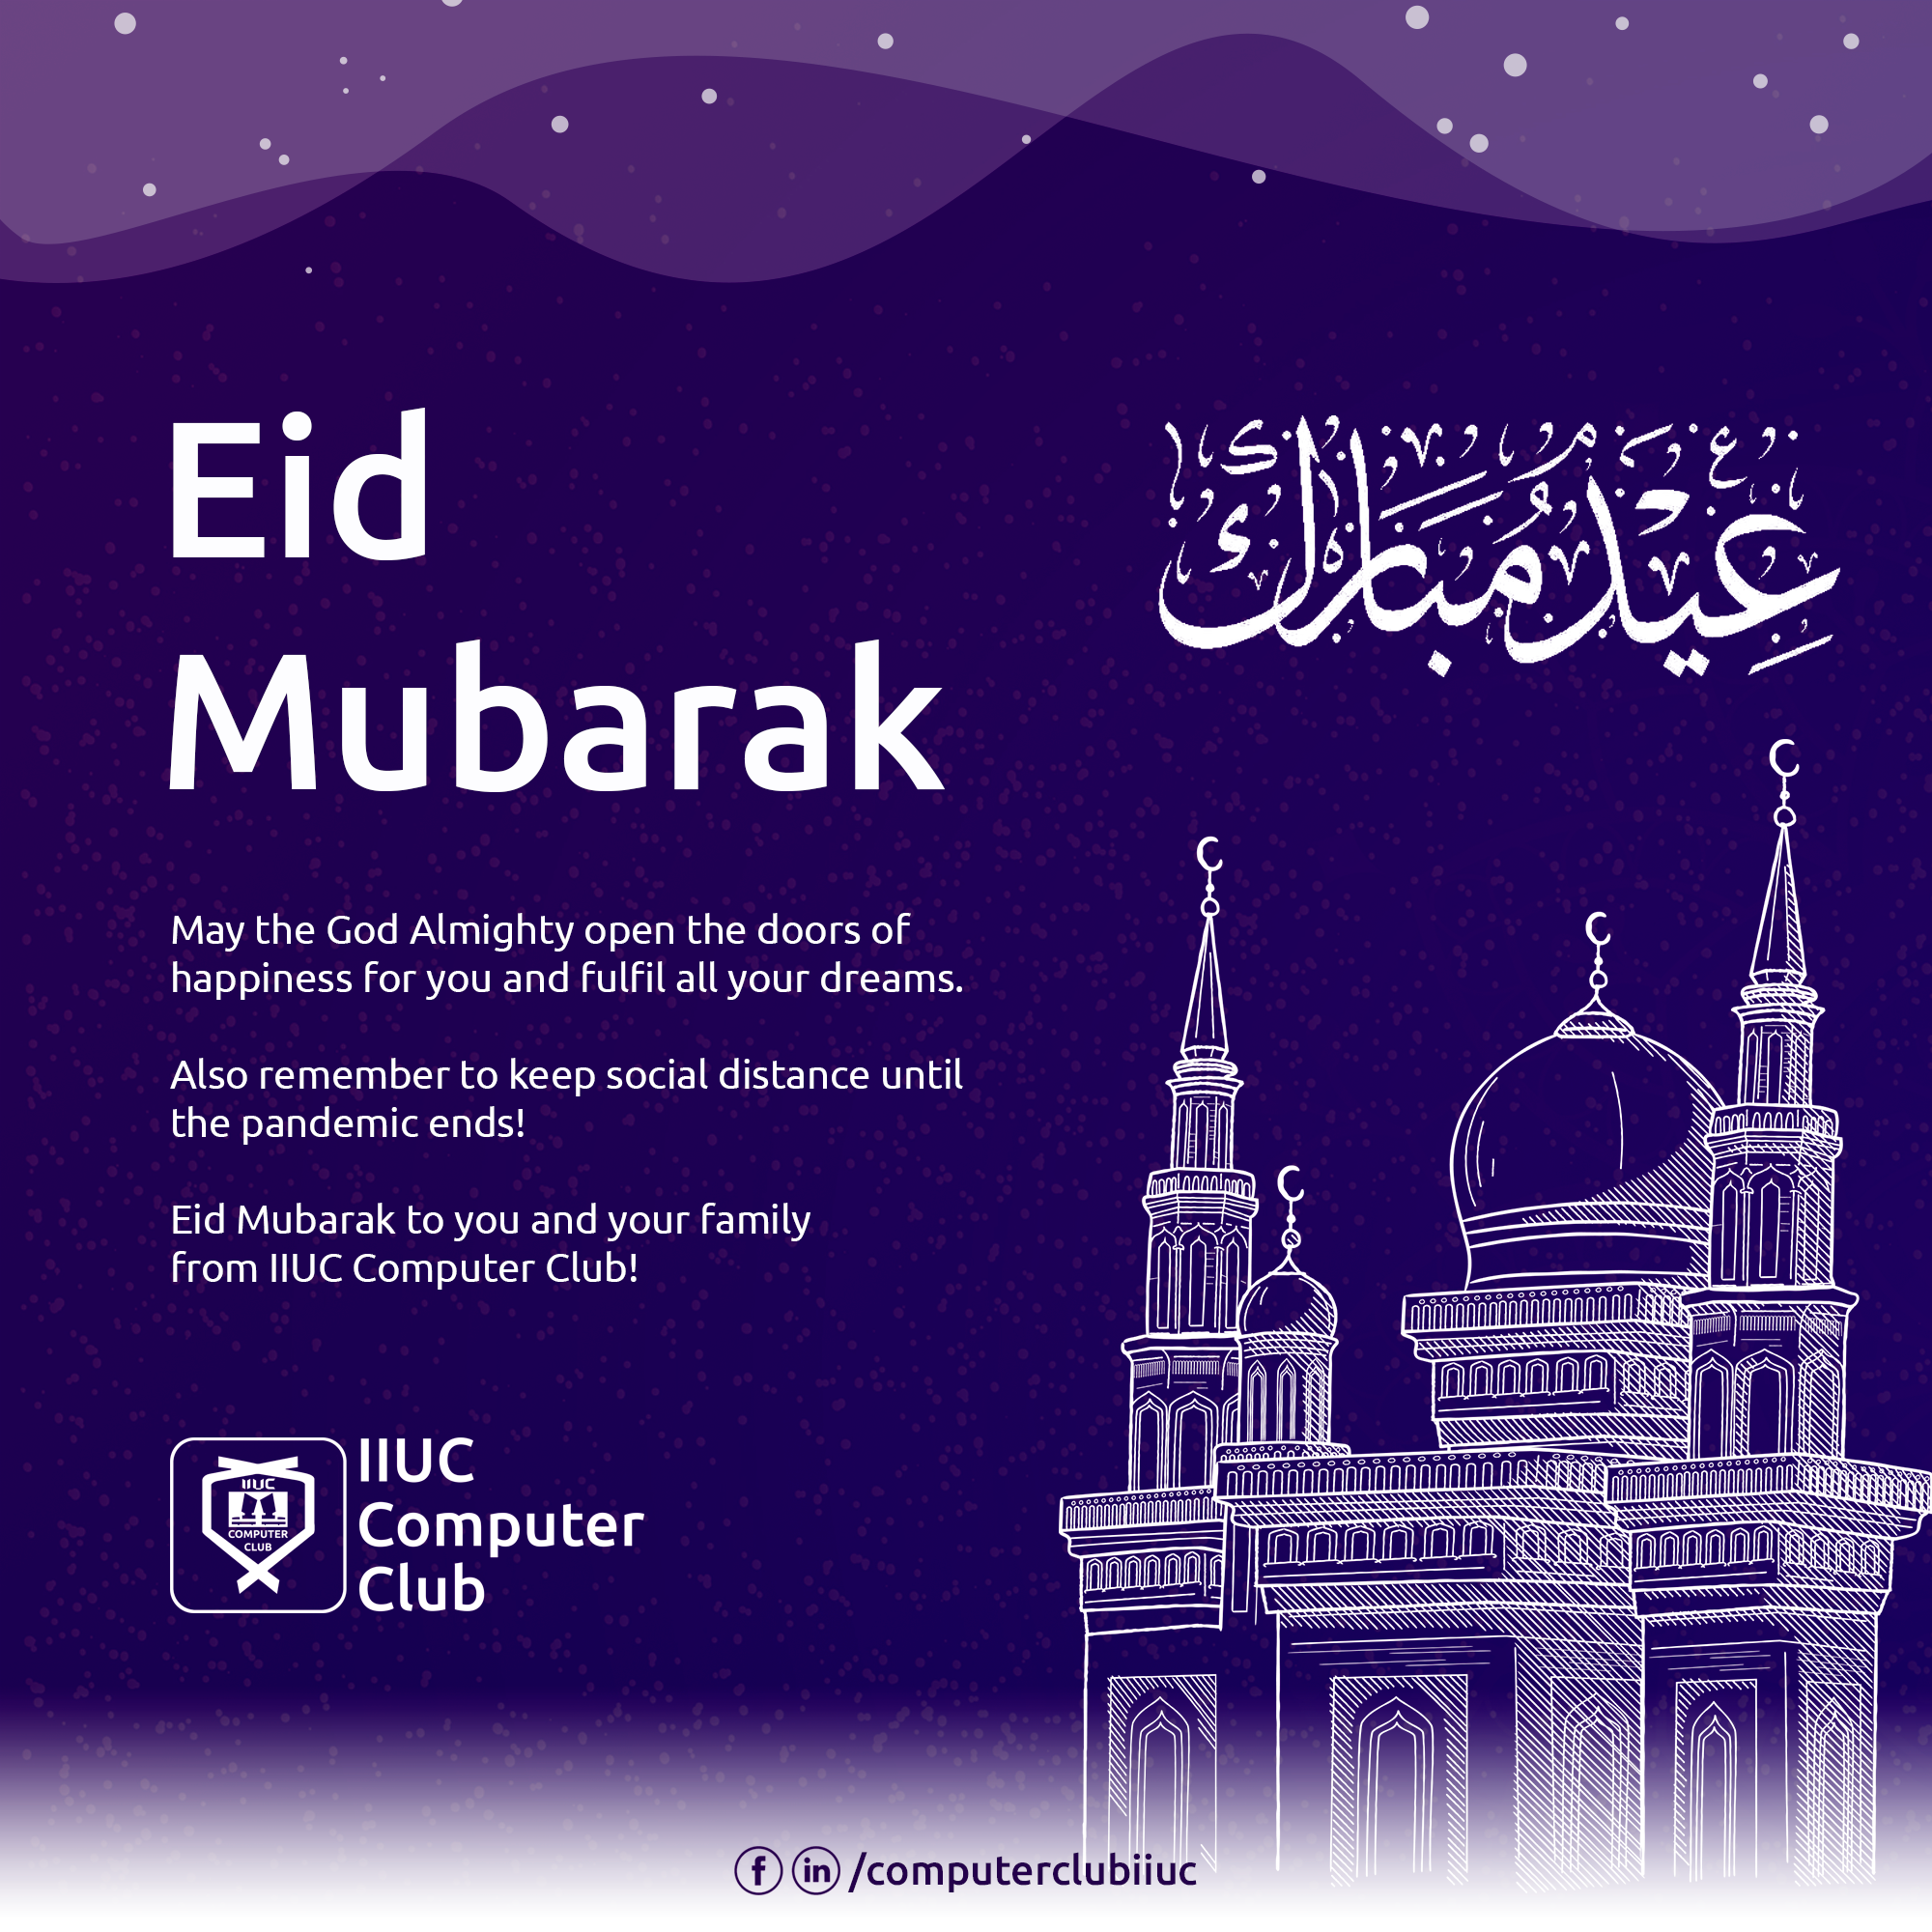 Eid
Mubarak
عِيْد مُبَارَك
May the God Almighty open the doors of
happiness for you and fulfil all your dreams.
Also remember to keep social distance until
the pandemic ends!
Eid Mubarak to you and your family
from IIUC Computer Club!
IIUC
COMPUTER
CLUB
IIUC
Computer
Club
/computerclubiiuc